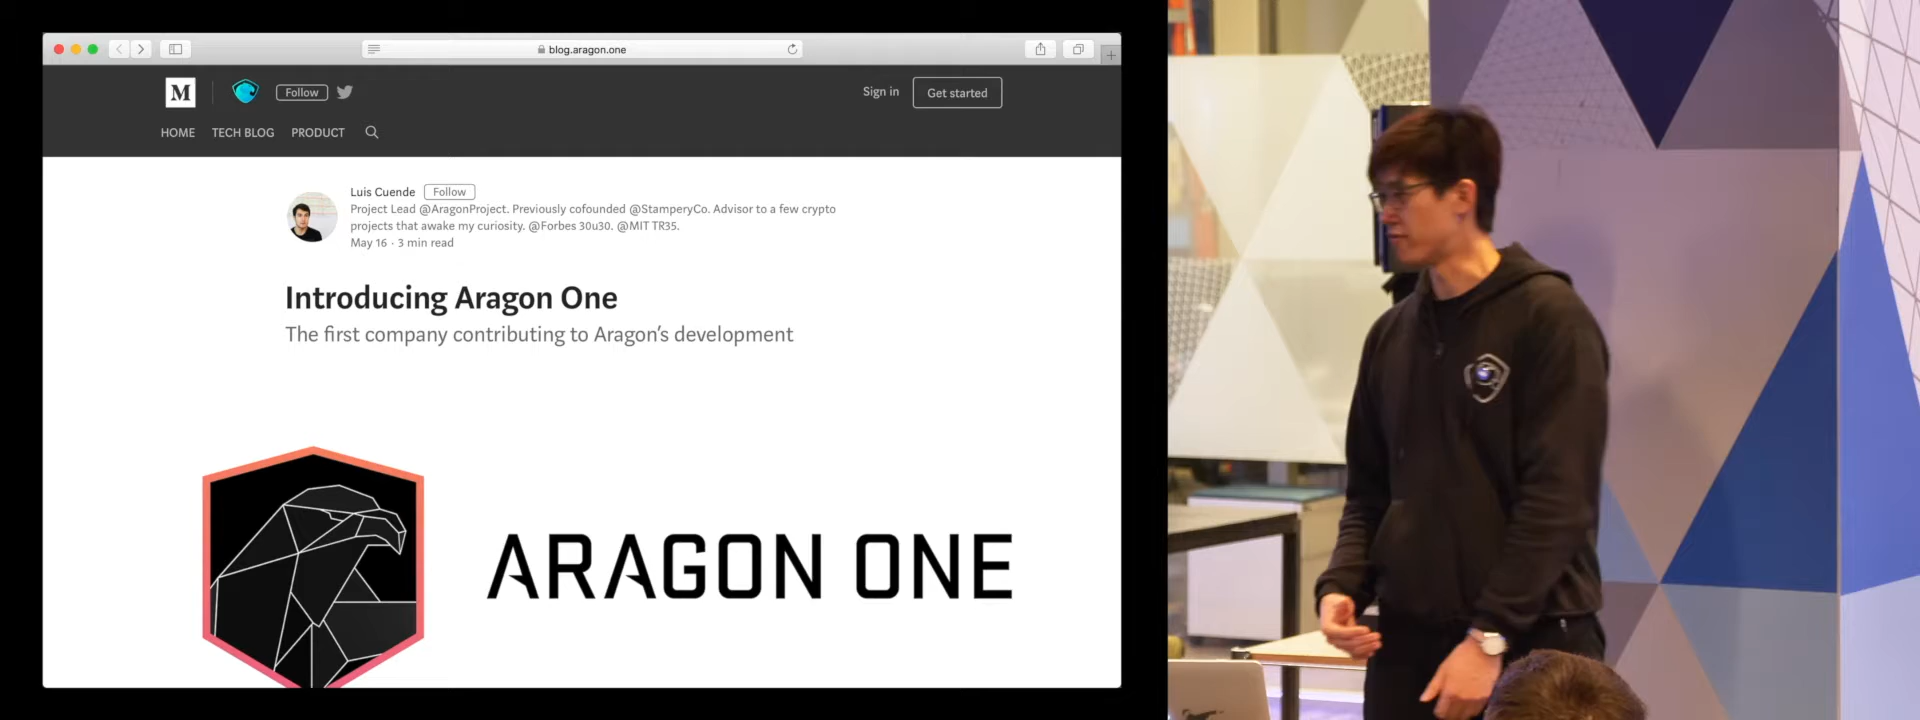 blog.aragon.one
M
Follow
Sign in
Get started
HOME TECH BLOG PRODUCT
Luis Cuende Follow
Project Lead @AragonProject. Previously cofounded @StamperyCo. Advisor to a few crypto
projects that awake my curiosity. @Forbes 30u30. @MIT TR35.
May 16 · 3 min read
Introducing Aragon One
The first company contributing to Aragon’s development
ARAGON ONE